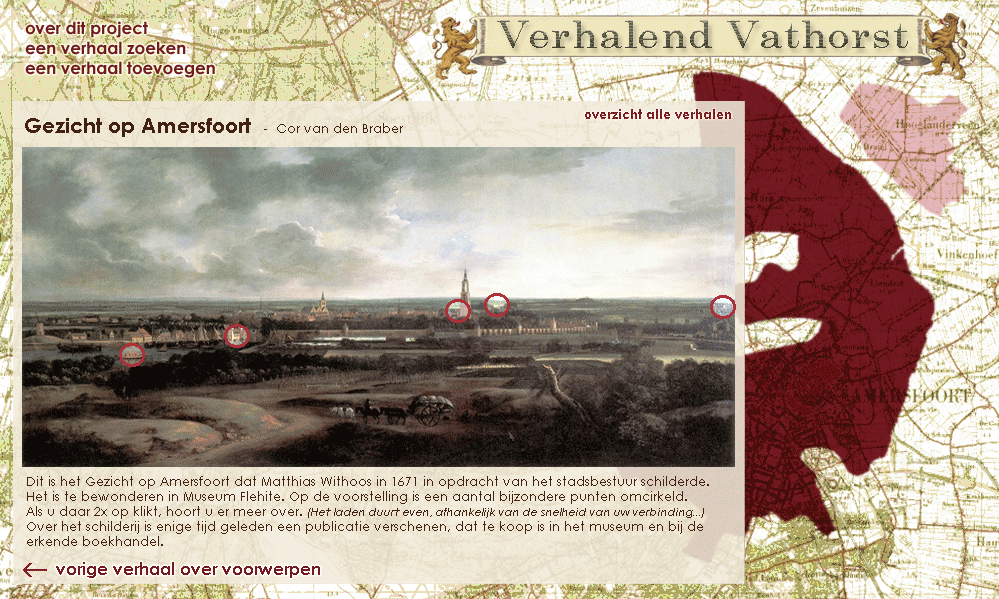 over dit project
een verhaal zoeken
een verhaal toevoegen
Verhalend Vathorst
Gezicht op Amersfoort - Cor van den Braber
overzicht alle verhalen
Dit is het Gezicht op Amersfoort dat Matthias Withoos in 1671 in opdracht van het stadsbestuur schilderde.
Het is te bewonderen in Museum Flehite. Op de voorstelling is een aantal bijzondere punten omcirkeld.
Als u daar 2x op klikt, hoort u er meer over. (Het laden duurt even, afhankelijk van de snelheid van uw verbinding...)
Over het schilderij is enige tijd geleden een publicatie verschenen, dat te koop is in het museum en bij de
erkende boekhandel.
← vorige verhaal over voorwerpen
Zevenhuizen
Hooglanderveen
Vinkenhoef
AMERSFOORT